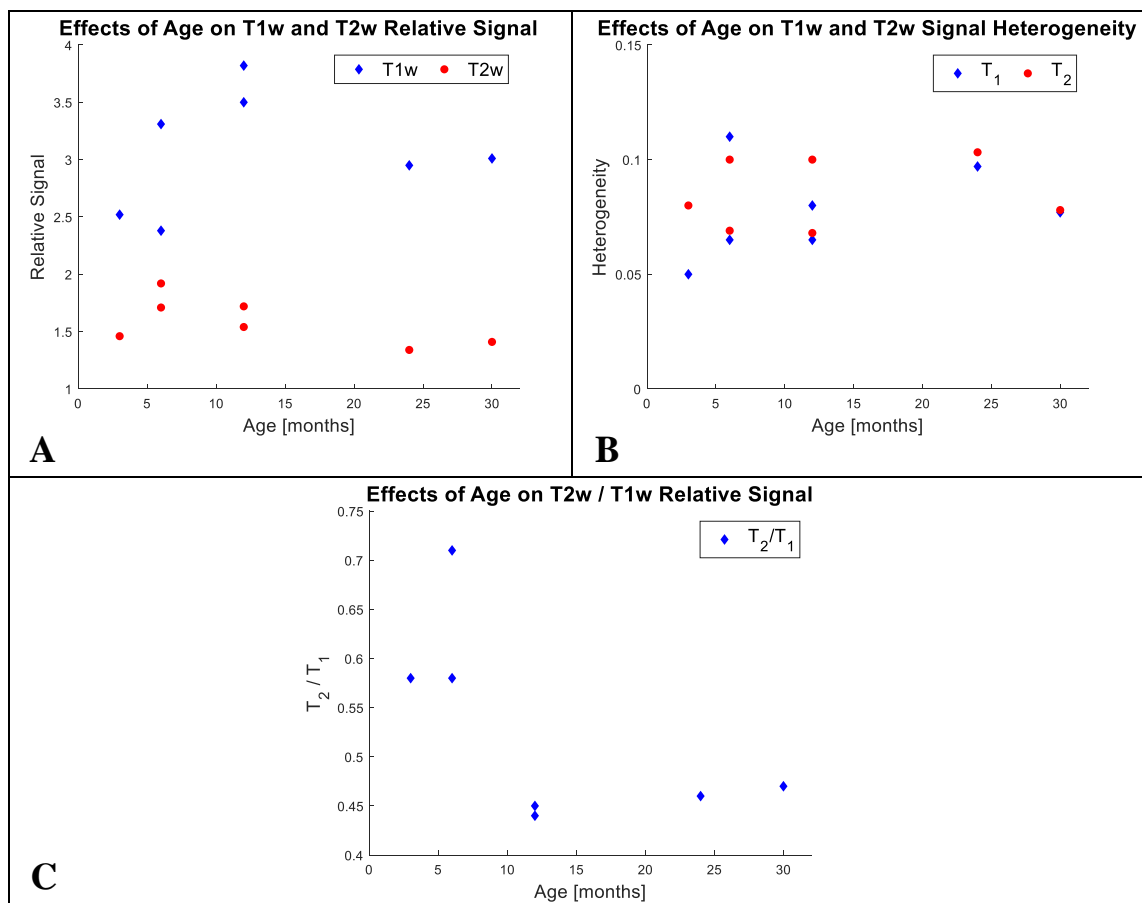 Effects of Age on T1w and T2w Relative Signal
4
3.5
3
2.5
2
1.5
1
Relative Signal
T1w T2w
0 5 10 15 20 25 30
Age [months]
A
Effects of Age on T1w and T2w Signal Heterogeneity
0.15
0.1
0.05
0
Heterogeneity
T1 T2
0 5 10 15 20 25 30
Age [months]
B
Effects of Age on T2w / T1w Relative Signal
0.75
0.7
0.65
0.6
0.55
0.5
0.45
0.4
T2 / T1
T2/T1
0 5 10 15 20 25 30
Age [months]
C